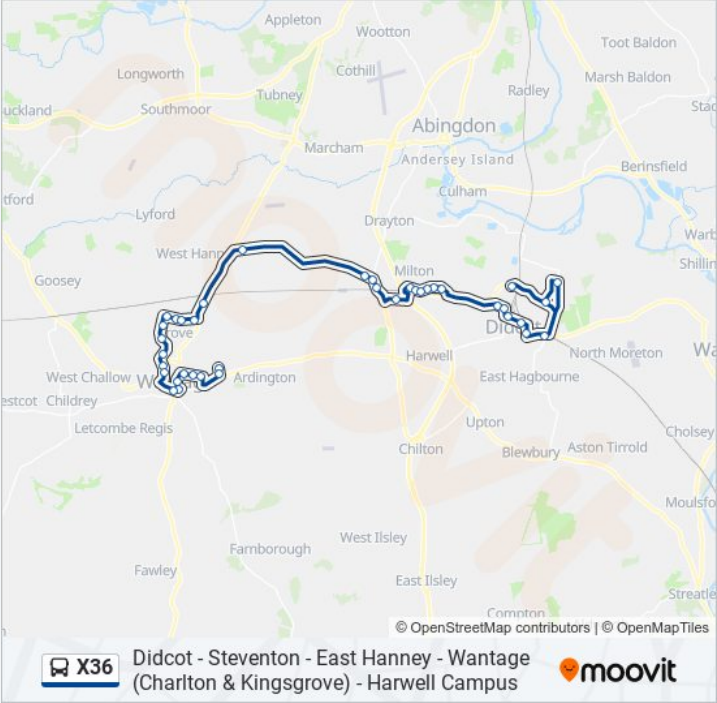 Appleton
Wootton
Toot Baldon
Cothill
Longworth
Marsh Baldon
Tubney
Radley
Southmoor
Abingdon
Marcham
Andersey Island
Berinsfield
Culham
Lyford
Drayton
West Hann
Milton
Goosey
Didc
North Moreton
Harwell
West Challow
W
Ardington
East Hagbourne
Childrey
Letcombe Regis
Upton
Cholsey
Chilton
Blewbury
Aston Tirrold
Moulsfo
West Ilsley
Farnborough
Fawley
East Ilsley
Compton
Streatle
© OpenStreetMap contributors | © OpenMapTiles
X36
Didcot - Steventon - East Hanney - Wantage
(Charlton & Kingsgrove) - Harwell Campus
moovit